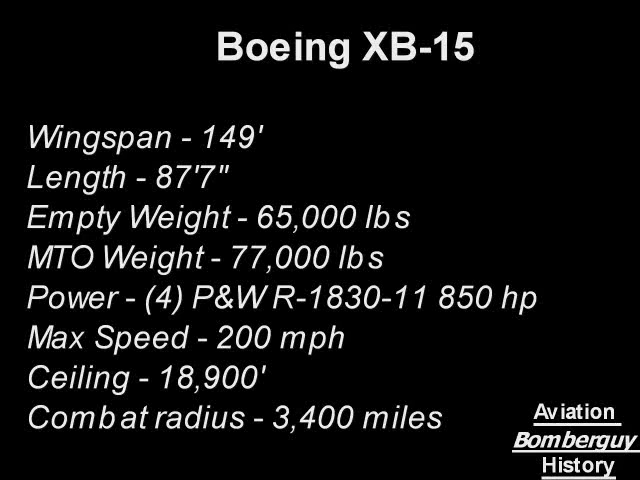 Boeing XB-15
Wingspan - 149'
Length - 87'7"
Empty Weight - 65,000 lbs
MTO Weight - 77,000 lbs
Power - (4) P&W R-1830-11 850 hp
Max Speed - 200 mph
Ceiling - 18,900'
Combat radius - 3,400 miles
Aviation
Bomberguy
History